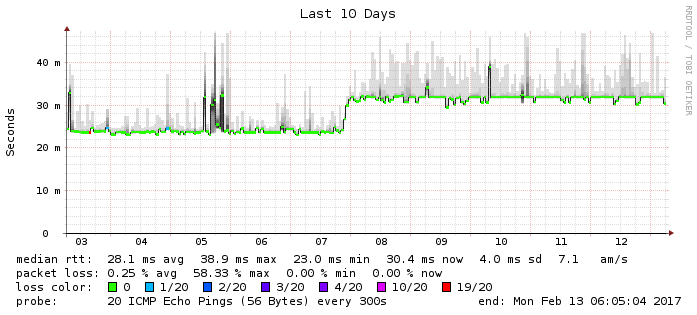 Last 10 Days
RRDTOOL / TOBI OETIKER
Seconds
40 m
30 m
20 m
10 m
0
03 04 05 06 07 08 09 10 11 12
median rtt: 28.1 ms avg 38.9 ms max 23.0 ms min 30.4 ms now 4.0 ms sd 7.1 am/s
packet loss: 0.25 % avg 58.33 % max 0.00 % min 0.00 % now
loss color: 0 1/20 2/20 3/20 4/20 10/20 19/20
probe: 20 ICMP Echo Pings (56 Bytes) every 300s end: Mon Feb 13 06:05:04 2017